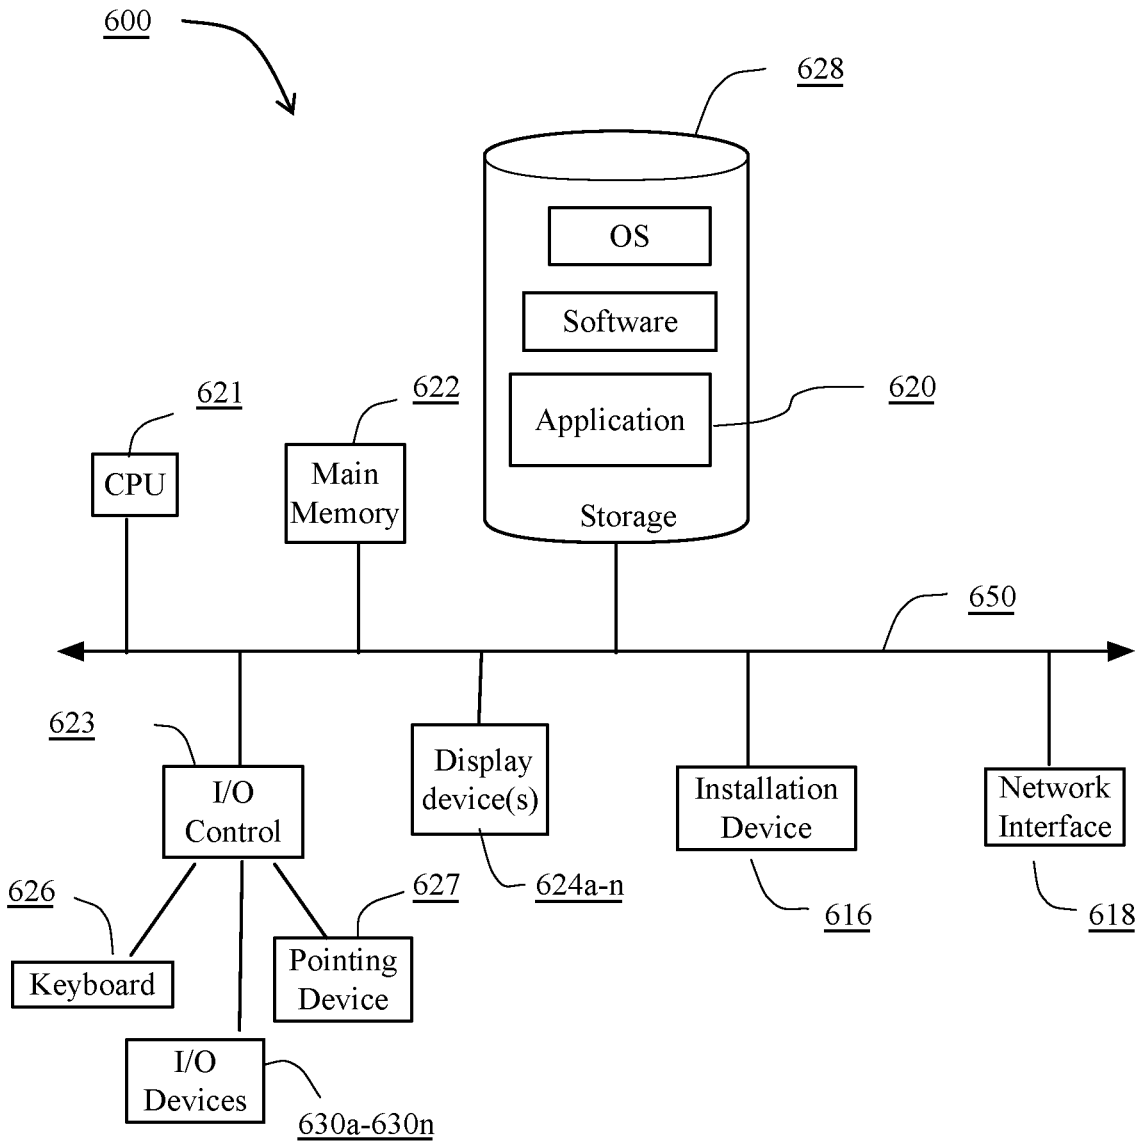 600
628
OS
Software
Application
620
Storage
621
CPU
622
Main
Memory
650
623
I/O
Control
Display
device(s)
624a-n
Installation
Device
616
Network
Interface
618
626
Keyboard
627
Pointing
Device
I/O
Devices
630a-630n